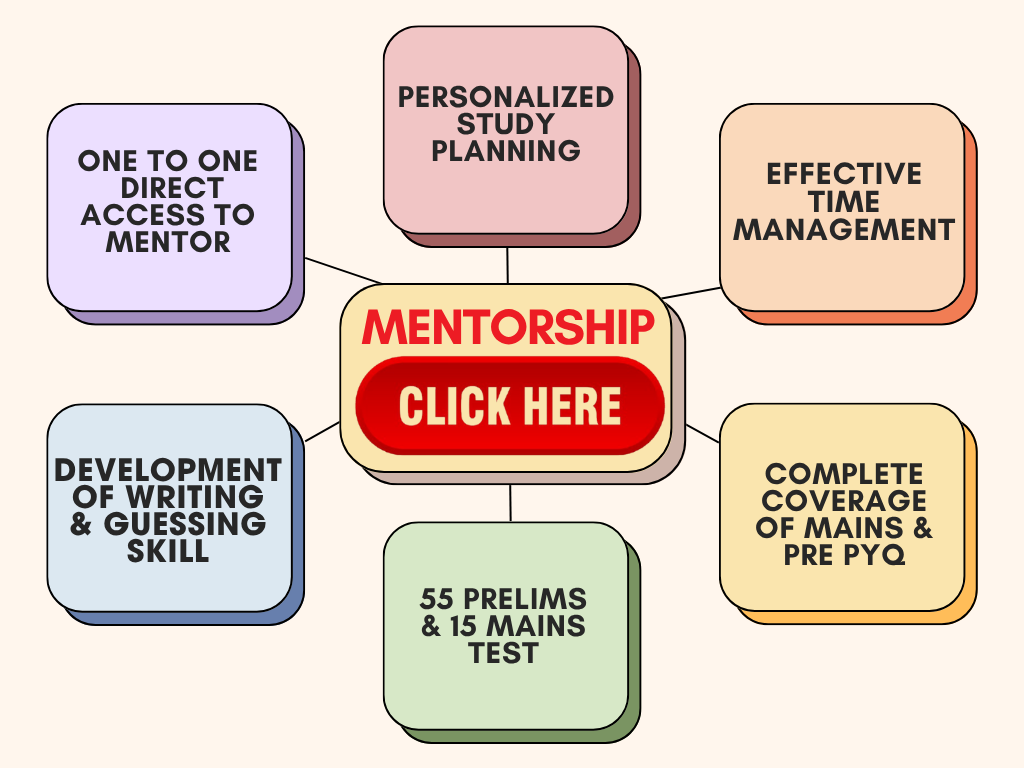 PERSONALIZED
STUDY
PLANNING
ONE TO ONE
DIRECT
ACCESS TO
MENTOR
EFFECTIVE
TIME
MANAGEMENT
MENTORSHIP
CLICK HERE
DEVELOPMENT
OF WRITING
& GUESSING
SKILL
COMPLETE
COVERAGE
OF MAINS &
PRE PYQ
55 PRELIMS
& 15 MAINS
TEST